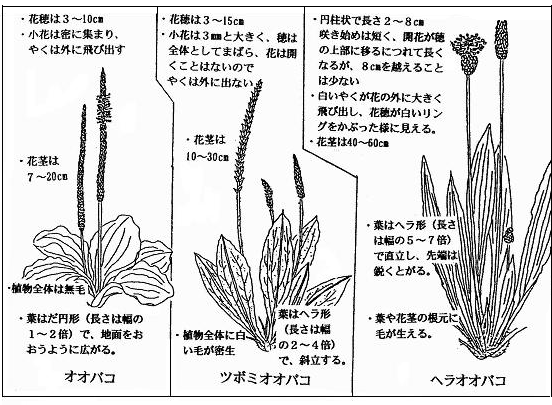 ・花穂は３～10cm
・小花は密に集まり、
やくは外に飛び出す
・花茎は
７～20cm
・植物全体は無毛
・葉はだ円形（長さは幅の
１～２倍）で、地面をお
おうように広がる。
オオバコ
・花穂は３～15cm
・小花は３mmと大きく、穂は
全体としてまばら、花は開
くことはないので
やくは外に出ない
・花茎は
10～30cm
・植物全体に白
い毛が密生
葉はヘラ形
（長さは幅
の２～４倍）
で、斜立する。
ツボミオオバコ
・円柱状で長さ２～８cm
咲き始めは短く、開花が穂
の上部に移るにつれて長く
なるが、８cmを越えること
は少ない
・白いやくが花の外に大きく
飛び出し、花穂が白いリン
グをかぶった様に見える。
・花茎は40～60cm
・葉はヘラ形（長さ
は幅の５～７倍）
で直立し、先端は
鋭くとがる。
・葉や花茎の根元に
毛が生える。
ヘラオオバコ